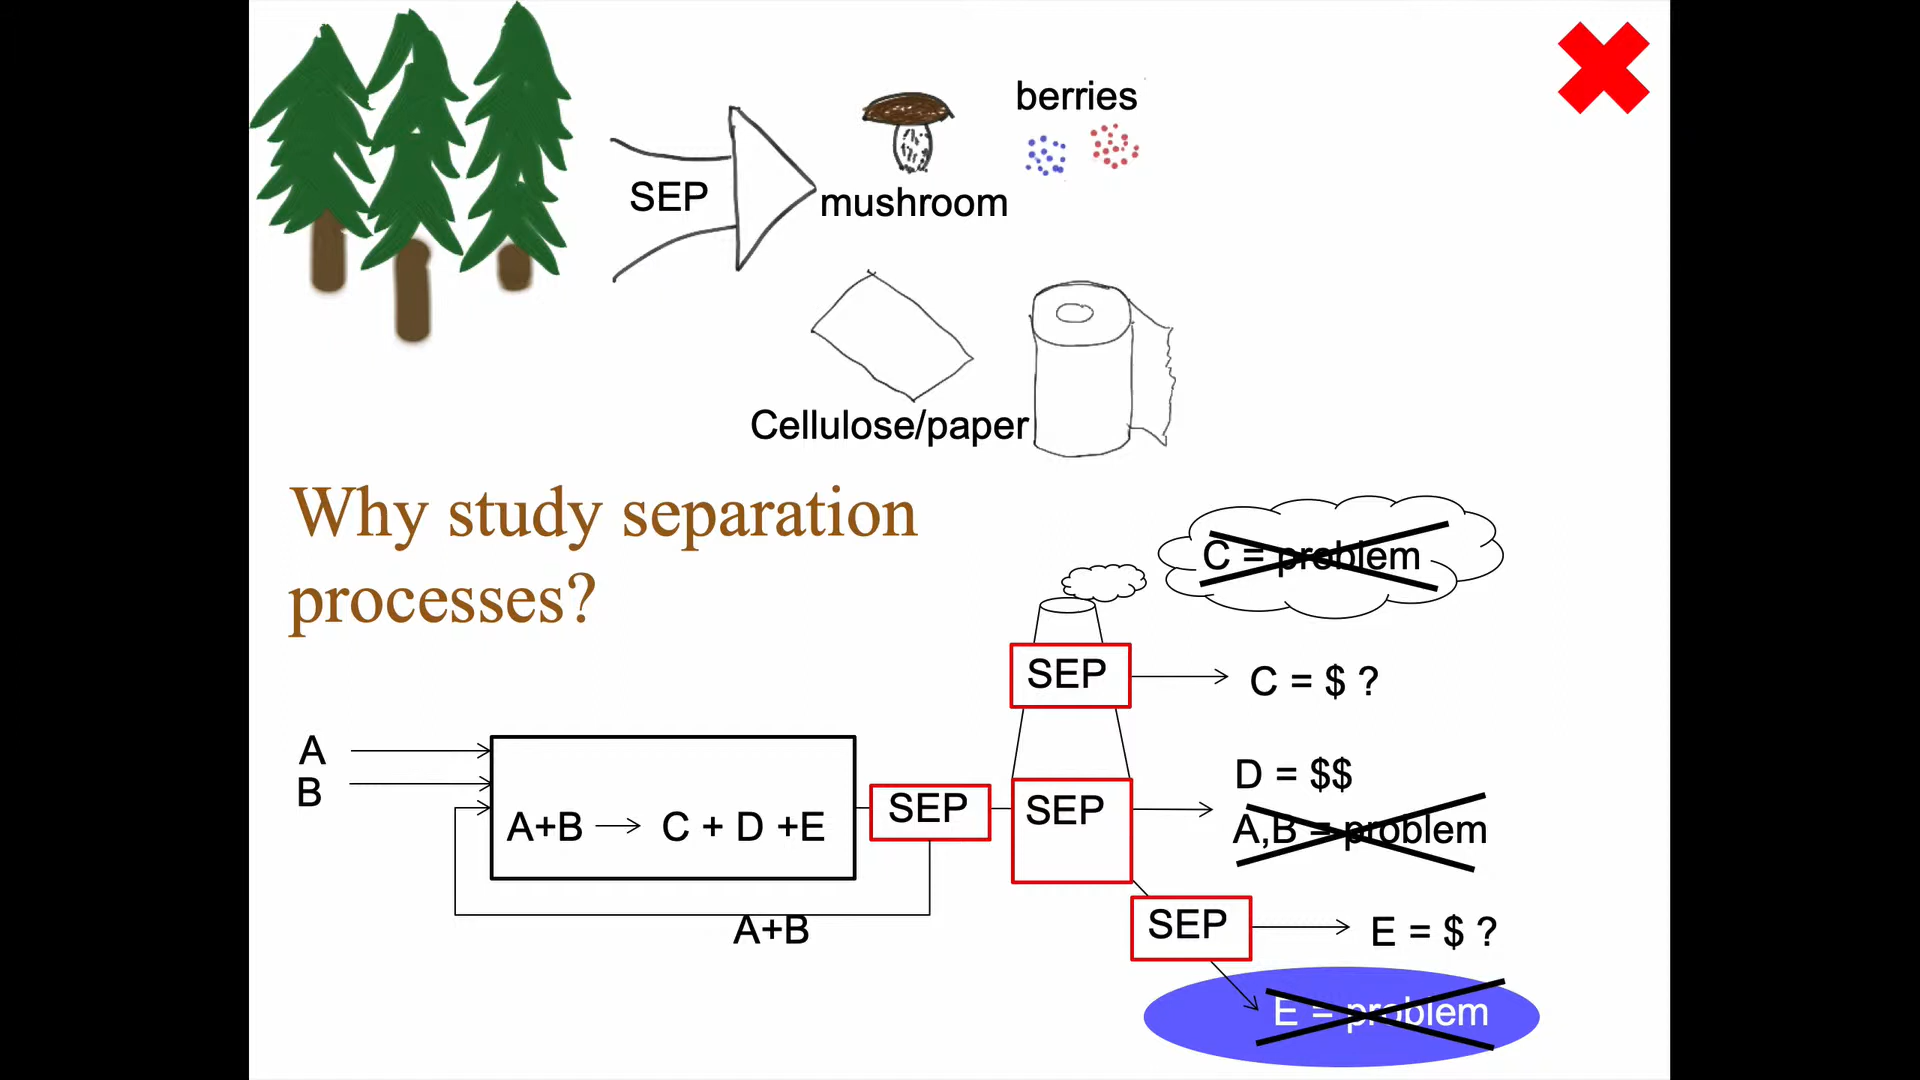 berries
SEP
mushroom
Cellulose/paper
Why study separation
processes?
C = problem
SEP
C = $ ?
A
B
A+B → C + D +E
SEP
SEP
D = $$
A,B = problem
A+B
SEP
E = $ ?
E = problem